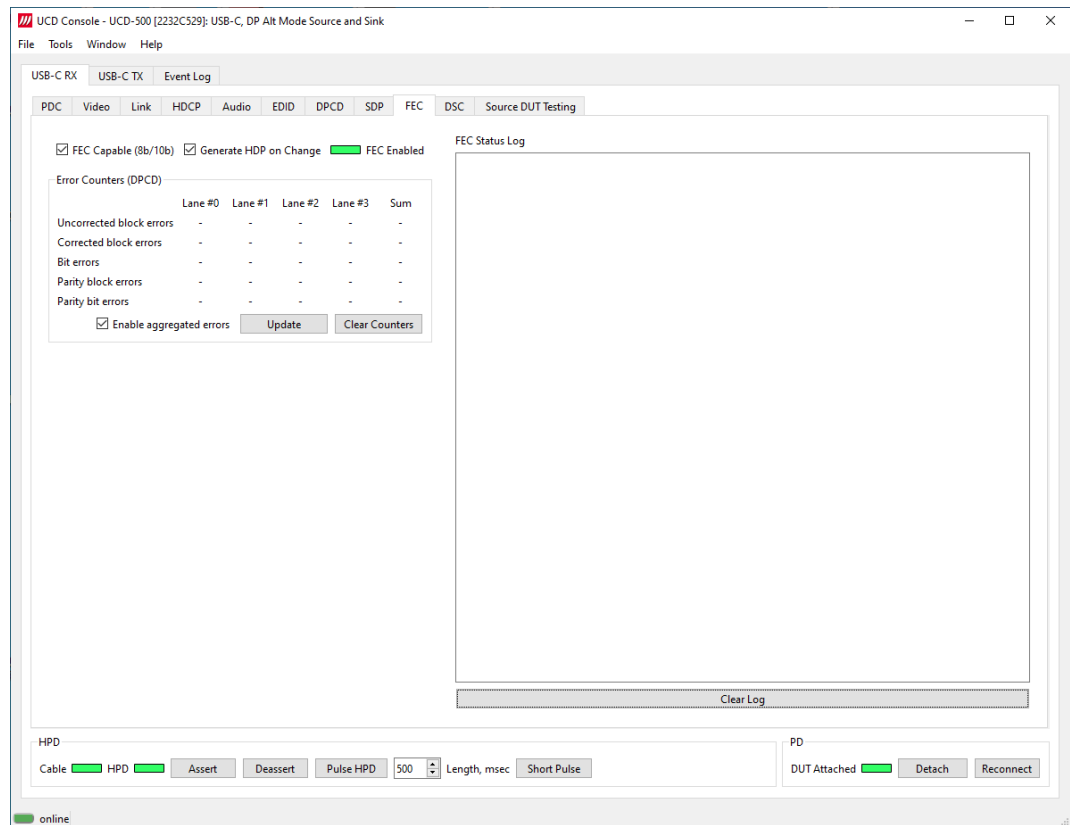 UCD Console - UCD-500 [2232C529]: USB-C, DP Alt Mode Source and Sink
File Tools Window Help
USB-C RX USB-C TX Event Log
PDC Video Link HDCP Audio EDID DPCD SDP FEC DSC Source DUT Testing
FEC Capable (8b/10b) Generate HDP on Change FEC Enabled
Error Counters (DPCD)
Lane #0 Lane #1 Lane #2 Lane #3 Sum
Uncorrected block errors - - - - -
Corrected block errors - - - - -
Bit errors - - - - -
Parity block errors - - - - -
Parity bit errors - - - - -
Enable aggregated errors Update Clear Counters
FEC Status Log
Clear Log
HPD
Cable HPD Assert Deassert Pulse HPD 500 Length, msec Short Pulse
PD
DUT Attached Detach Reconnect
online